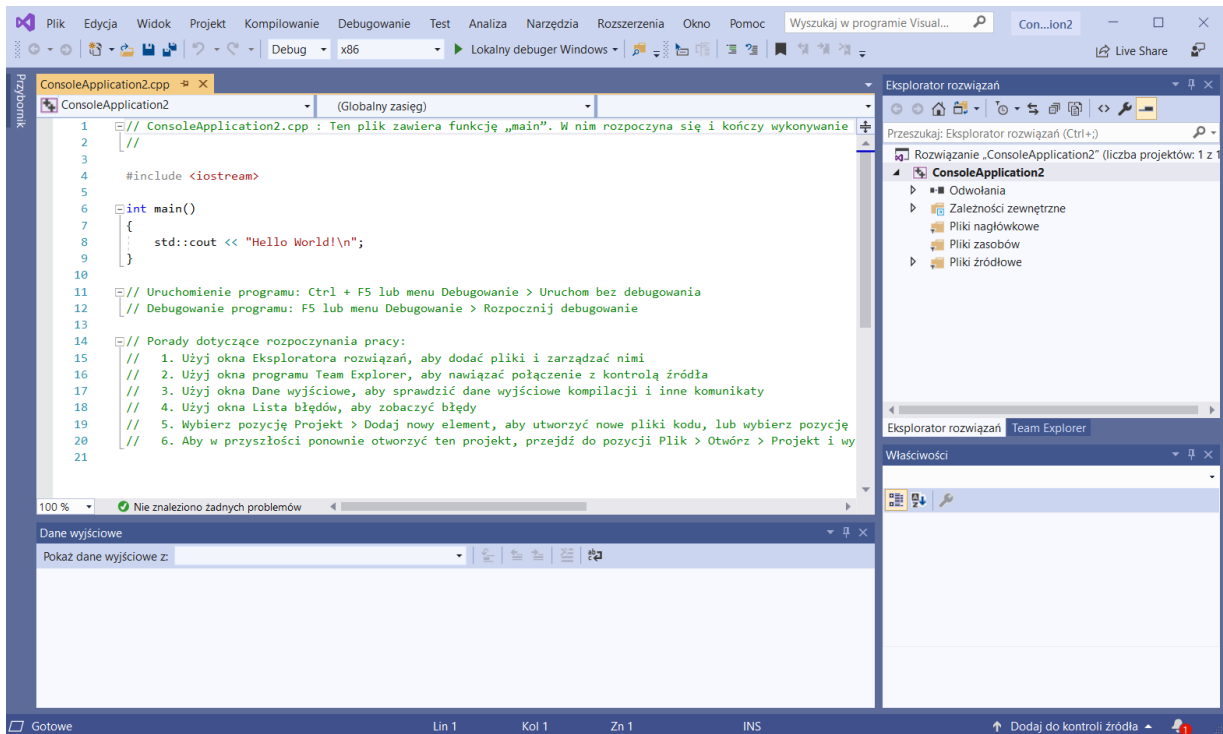 Plik Edycja Widok Projekt Kompilowanie Debugowanie Test Analiza Narzędzia Rozszerzenia Okno Pomoc Wyszukaj w programie Visual... Con...ion2
Debug x86 Lokalny debuger Windows Live Share
Przybornik
ConsoleApplication2.cpp
ConsoleApplication2 (Globalny zasięg)
1 // ConsoleApplication2.cpp : Ten plik zawiera funkcję „main”. W nim rozpoczyna się i kończy wykonywanie
2 //
3
4 #include <iostream>
5
6 int main()
7 {
8 std::cout << "Hello World!\n";
9 }
10
11 // Uruchomienie programu: Ctrl + F5 lub menu Debugowanie > Uruchom bez debugowania
12 // Debugowanie programu: F5 lub menu Debugowanie > Rozpocznij debugowanie
13
14 // Porady dotyczące rozpoczynania pracy:
15 // 1. Użyj okna Eksploratora rozwiązań, aby dodać pliki i zarządzać nimi
16 // 2. Użyj okna programu Team Explorer, aby nawiązać połączenie z kontrolą źródła
17 // 3. Użyj okna Dane wyjściowe, aby sprawdzić dane wyjściowe kompilacji i inne komunikaty
18 // 4. Użyj okna Lista błędów, aby zobaczyć błędy
19 // 5. Wybierz pozycję Projekt > Dodaj nowy element, aby utworzyć nowe pliki kodu, lub wybierz pozycję
20 // 6. Aby w przyszłości ponownie otworzyć ten projekt, przejdź do pozycji Plik > Otwórz > Projekt i wy
21
100 % Nie znaleziono żadnych problemów
Dane wyjściowe
Pokaż dane wyjściowe z:
Eksplorator rozwiązań
Przeszukaj: Eksplorator rozwiązań (Ctrl+;)
Rozwiązanie „ConsoleApplication2” (liczba projektów: 1 z 1
ConsoleApplication2
Odwołania
Zależności zewnętrzne
Pliki nagłówkowe
Pliki zasobów
Pliki źródłowe
Eksplorator rozwiązań Team Explorer
Właściwości
Gotowe Lin 1 Kol 1 Zn 1 INS Dodaj do kontroli źródła 1